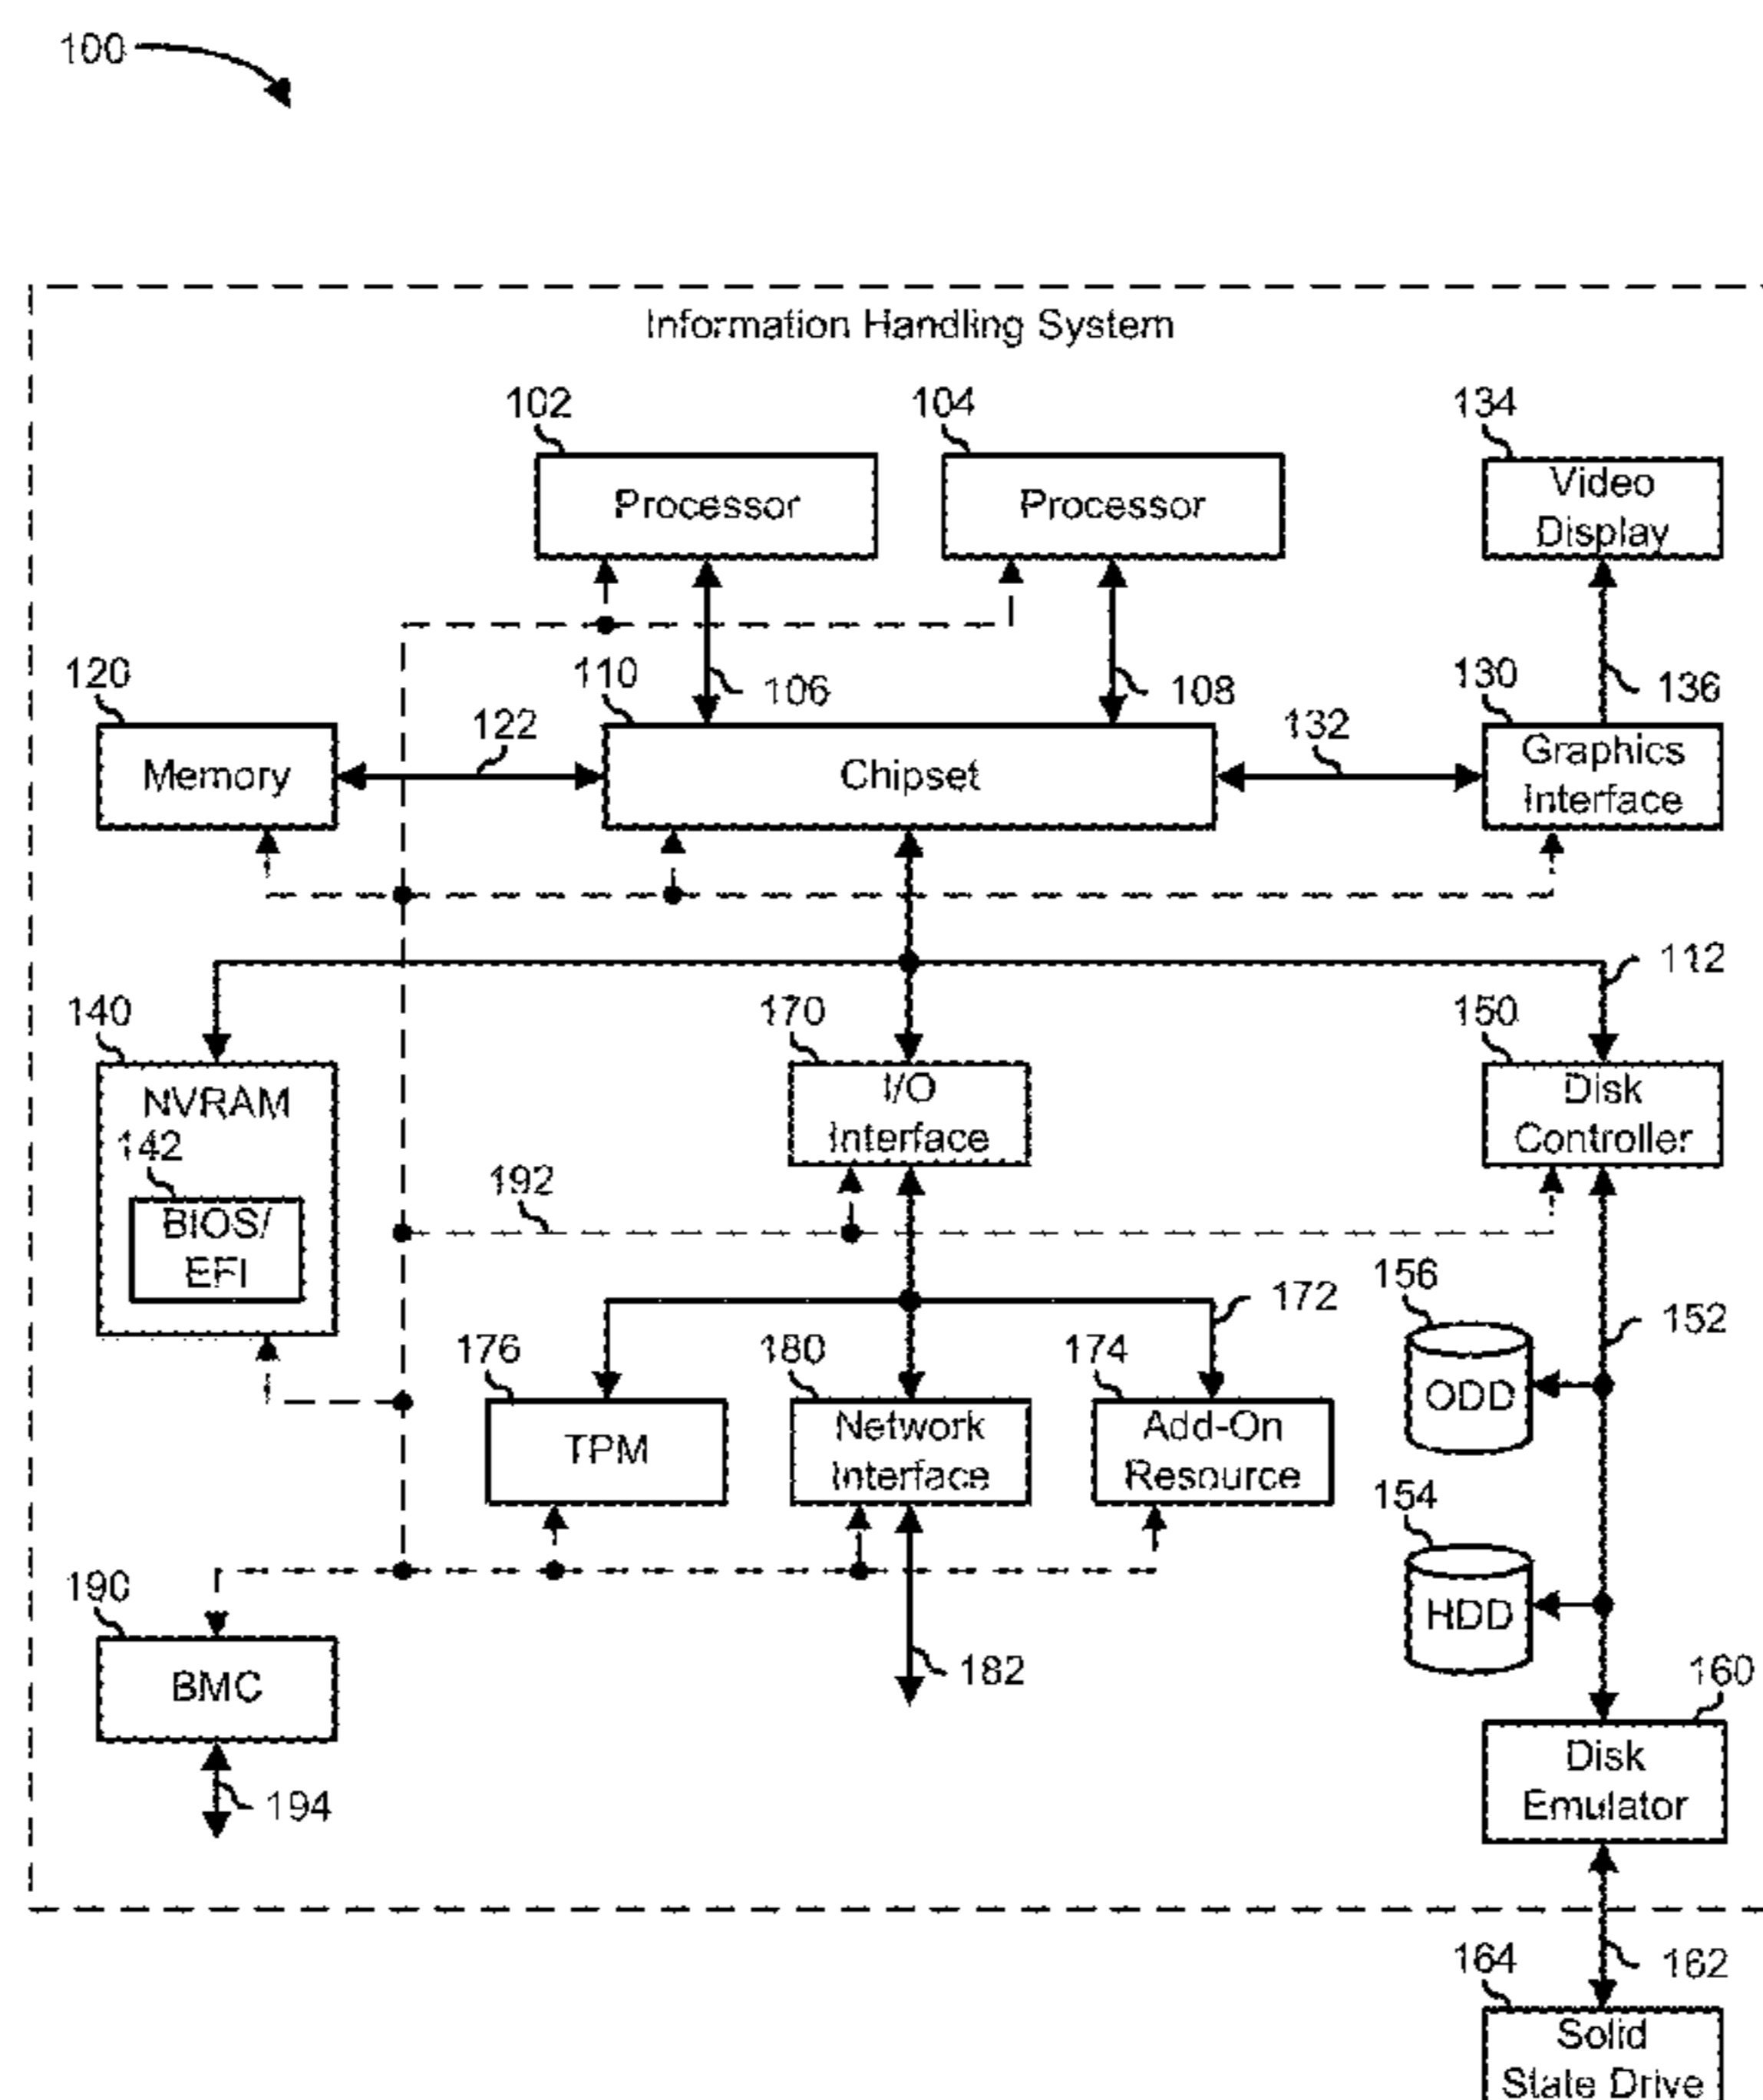 100
Information Handling System
102
104
134
Processor
Processor
Video
Display
120
110
106
108
130
136
122
132
Memory
Chipset
Graphics
Interface
112
140
170
150
NVRAM
I/O
Interface
Disk
Controller
142
BIOS/
EFI
192
156
172
152
176
180
174
ODD
TPM
Network
Interface
Add-On
Resource
154
HDD
190
BMC
182
160
Disk
Emulator
194
164
162
Solid
State Drive